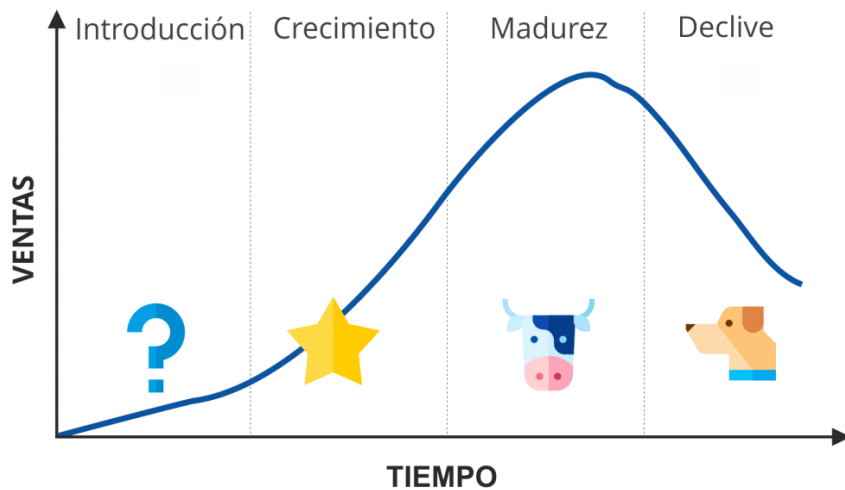 Introducción
Crecimiento
Madurez
Declive
VENTAS
TIEMPO